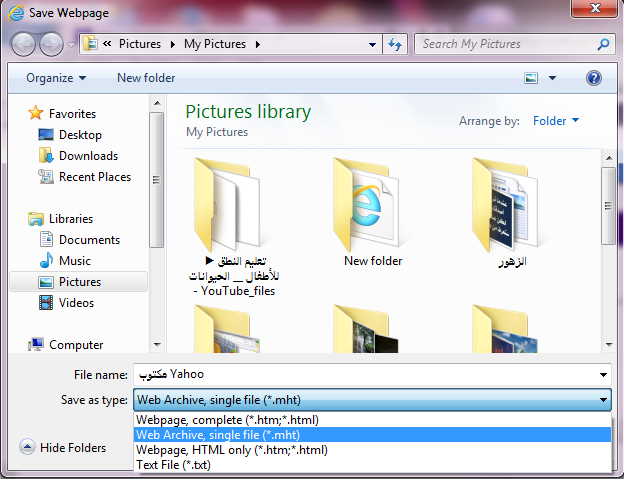 Save Webpage
« Pictures ▸ My Pictures ▸
Search My Pictures
Organize
New folder
Favorites
Desktop
Downloads
Recent Places
Libraries
Documents
Music
Pictures
Videos
Computer
Pictures library
My Pictures
Arrange by: Folder
تعليم النطق ►
للأطفال __ الحيوانات
- YouTube_files
New folder
الزهور
File name: مكتوب Yahoo
Save as type: Web Archive, single file (*.mht)
Webpage, complete (*.htm;*.html)
Web Archive, single file (*.mht)
Webpage, HTML only (*.htm;*.html)
Text File (*.txt)
Hide Folders